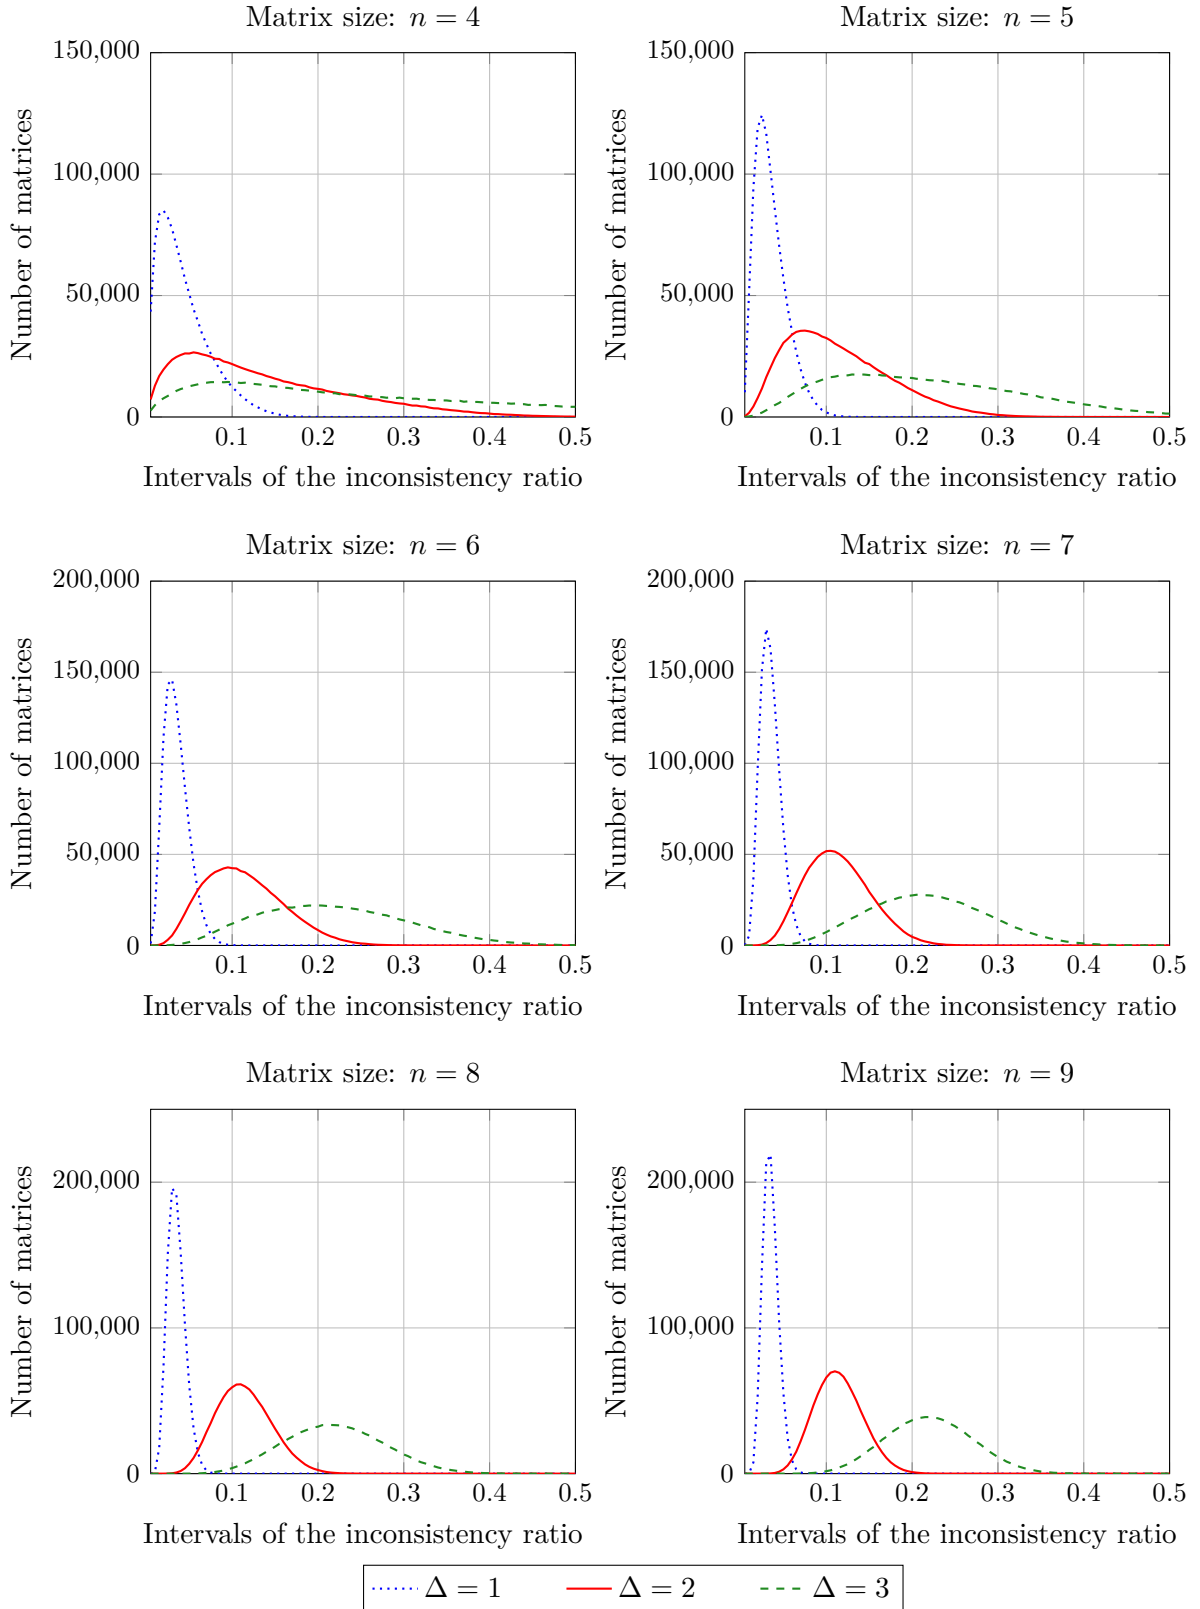 Matrix size: n = 4
Number of matrices
150,000
100,000
50,000
0
0.1 0.2 0.3 0.4 0.5
Intervals of the inconsistency ratio
Matrix size: n = 5
Number of matrices
150,000
100,000
50,000
0
0.1 0.2 0.3 0.4 0.5
Intervals of the inconsistency ratio
Matrix size: n = 6
Number of matrices
200,000
150,000
100,000
50,000
0
0.1 0.2 0.3 0.4 0.5
Intervals of the inconsistency ratio
Matrix size: n = 7
Number of matrices
200,000
150,000
100,000
50,000
0
0.1 0.2 0.3 0.4 0.5
Intervals of the inconsistency ratio
Matrix size: n = 8
Number of matrices
200,000
100,000
0
0.1 0.2 0.3 0.4 0.5
Intervals of the inconsistency ratio
Matrix size: n = 9
Number of matrices
200,000
100,000
0
0.1 0.2 0.3 0.4 0.5
Intervals of the inconsistency ratio
Δ = 1 Δ = 2 Δ = 3